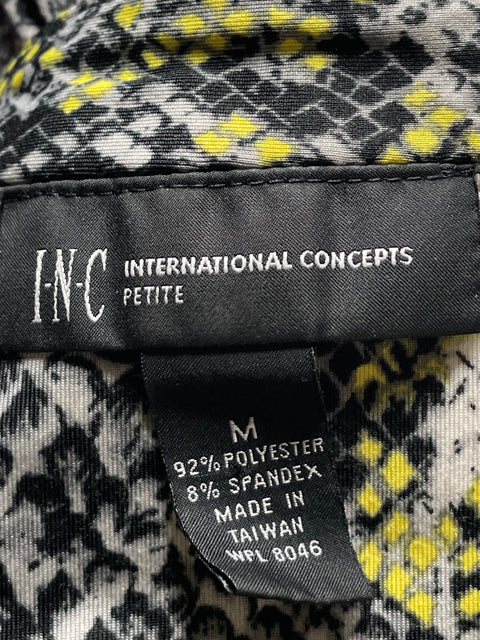 I-N-C INTERNATIONAL CONCEPTS
PETITE
M
92% POLYESTER
8% SPANDEX
MADE IN
TAIWAN
WPL 8046